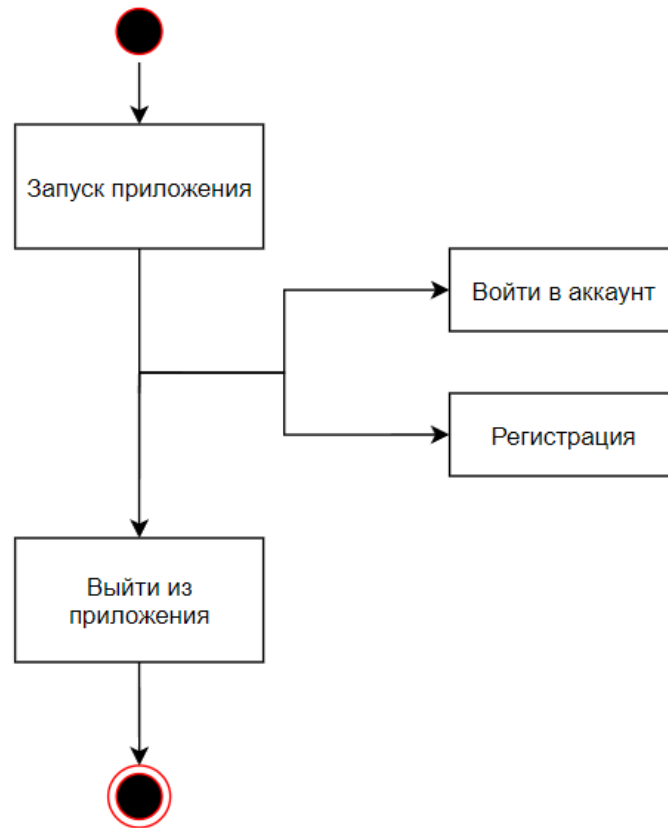 Запуск приложения
Войти в аккаунт
Регистрация
Выйти из
приложения